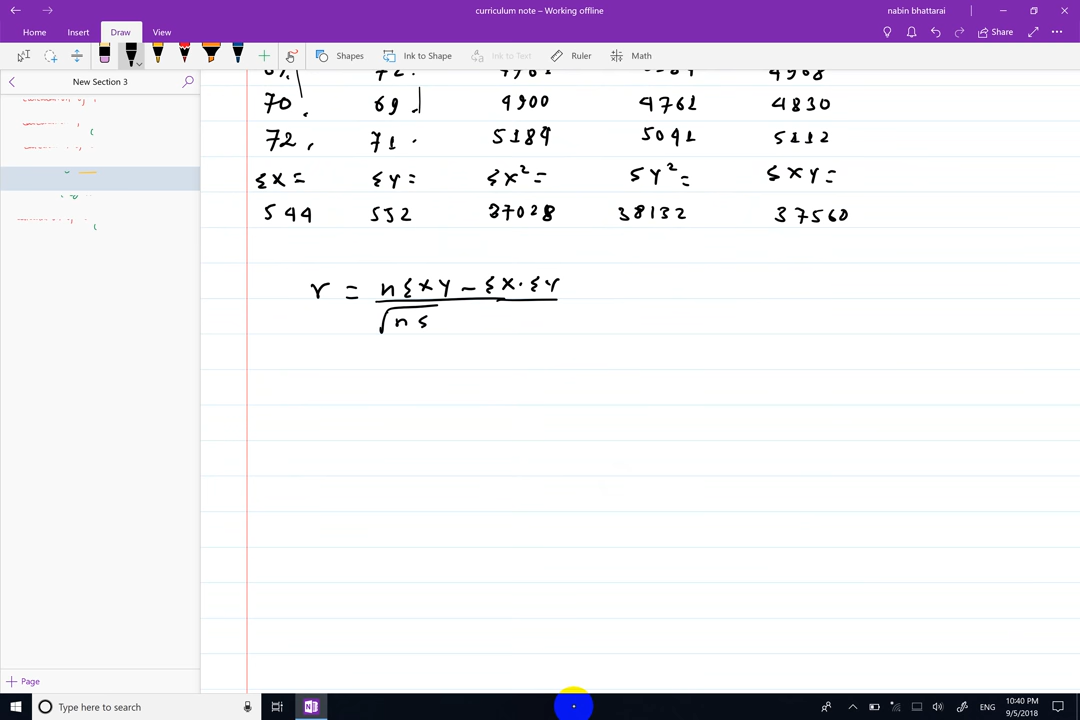 curriculum note – Working offline
nabin bhattarai
Home Insert Draw View
Share
Shapes Ink to Shape Ink to Text Ruler Math
New Section 3
70 69 4900 4761 4830
72 71 5184 5041 5112
ΣX = ΣY = ΣX² = ΣY² = ΣXY =
544 552 37028 38132 37560
r = nΣXY - ΣX·ΣY
√nΣ
Page
Type here to search
ENG
10:40 PM
9/5/2018